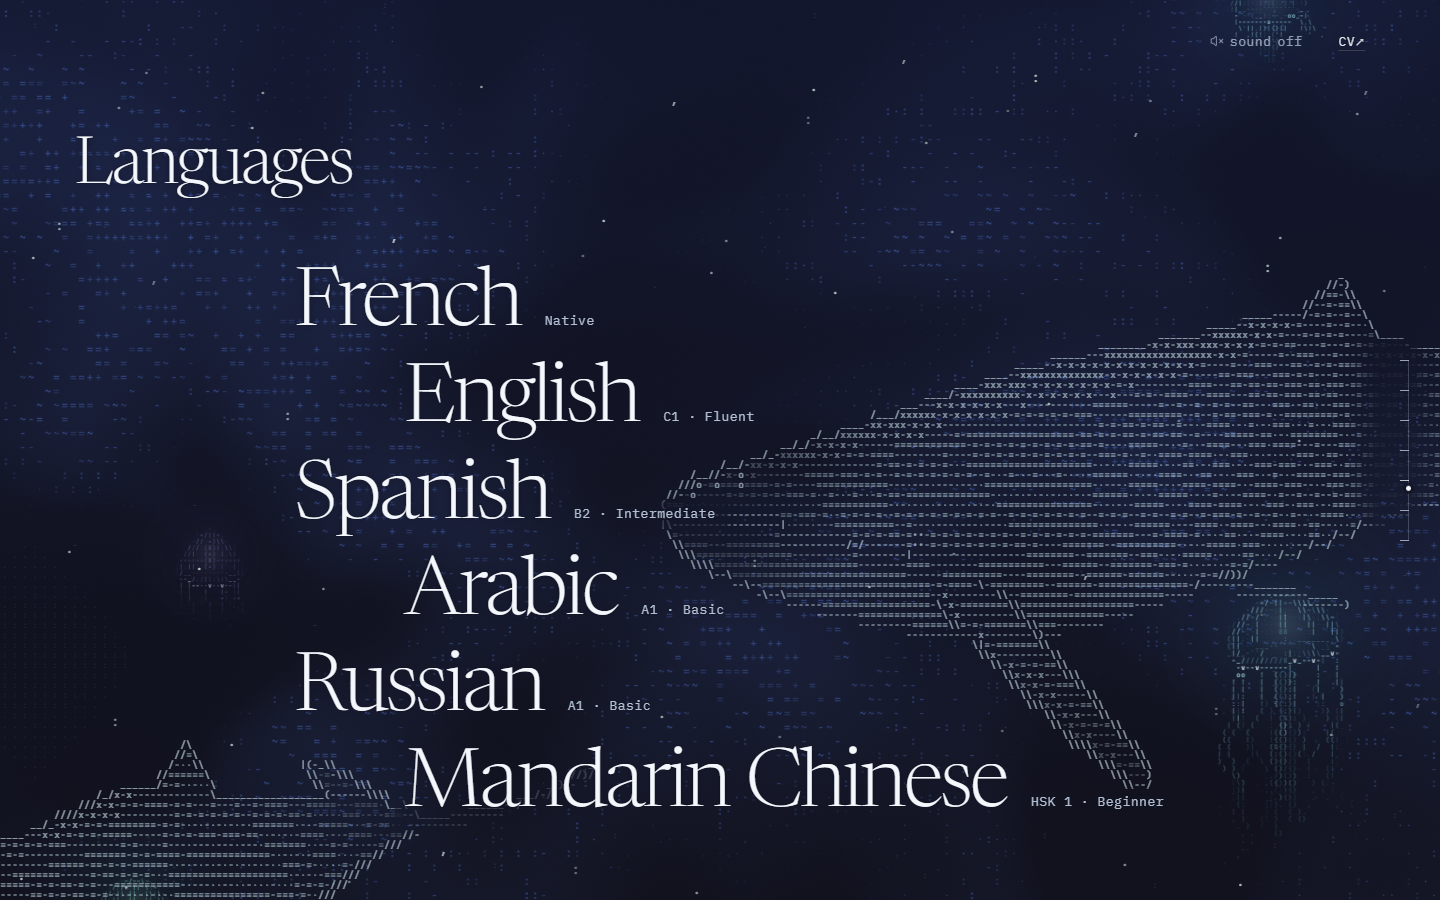 sound off
CV↗
Languages
French Native
English C1 · Fluent
Spanish B2 · Intermediate
Arabic A1 · Basic
Russian A1 · Basic
Mandarin Chinese HSK 1 · Beginner